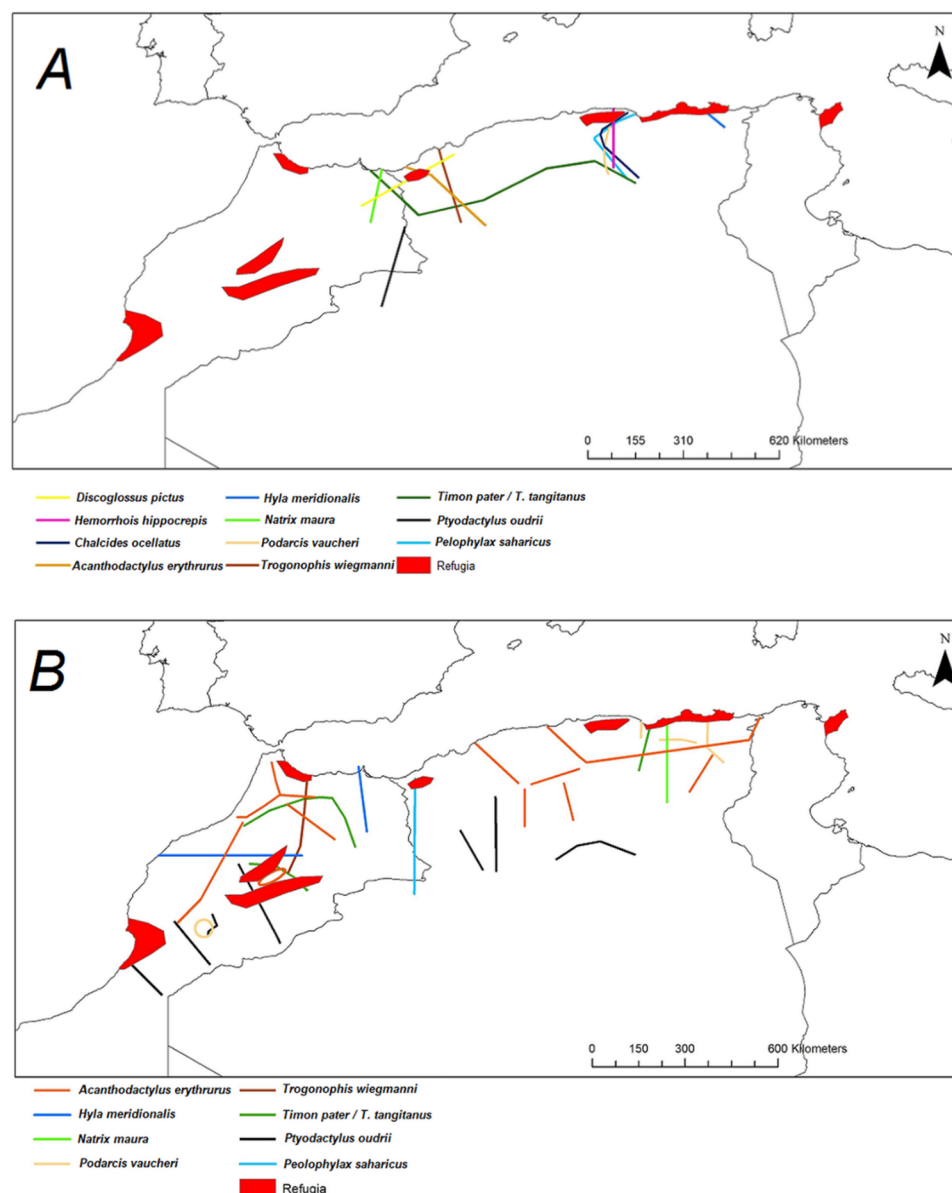 A
N
0 155 310 620 Kilometers
Discoglossus pictus Hyla meridionalis Timon pater / T. tangitanus
Hemorrhois hippocrepis Natrix maura Ptyodactylus oudrii
Chalcides ocellatus Podarcis vaucheri Pelophylax saharicus
Acanthodactylus erythrurus Trogonophis wiegmanni Refugia
B
N
0 150 300 600 Kilometers
Acanthodactylus erythrurus Trogonophis wiegmanni
Hyla meridionalis Timon pater / T. tangitanus
Natrix maura Ptyodactylus oudrii
Podarcis vaucheri Peolophylax saharicus
Refugia